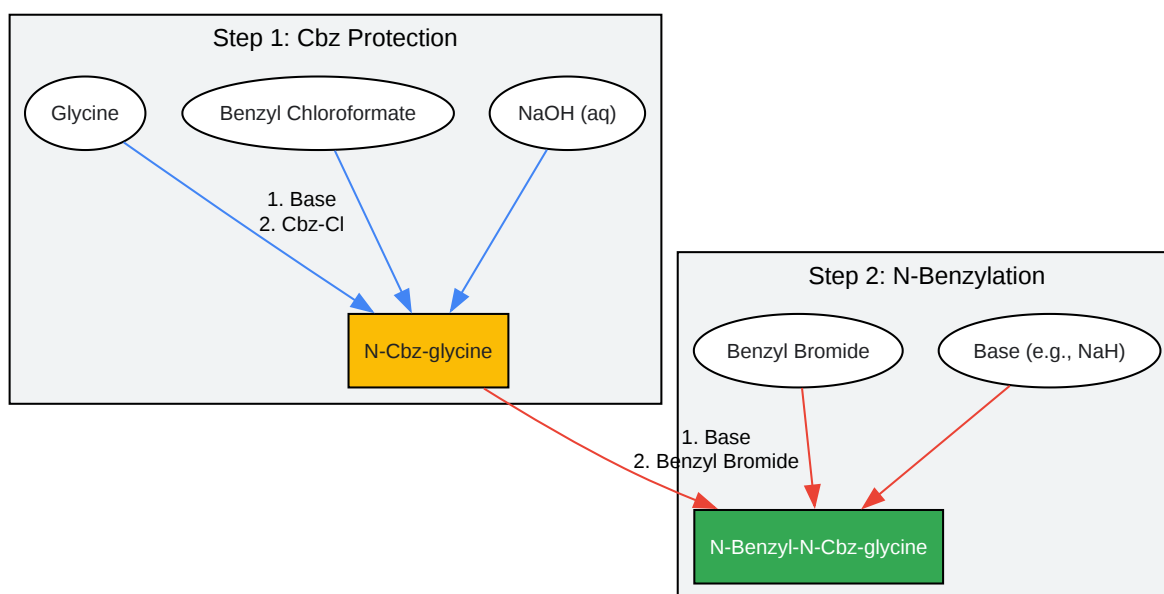 Step 1: Cbz Protection
Glycine
Benzyl Chloroformate
NaOH (aq)
1. Base
2. Cbz-Cl
N-Cbz-glycine
Step 2: N-Benzylation
Benzyl Bromide
Base (e.g., NaH)
1. Base
2. Benzyl Bromide
N-Benzyl-N-Cbz-glycine